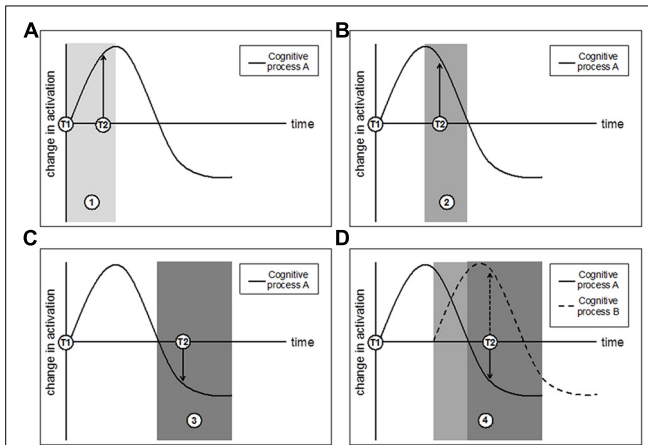 A
change in activation
T1
T2
time
Cognitive
process A
1
B
change in activation
T1
T2
time
Cognitive
process A
2
C
change in activation
T1
T2
time
Cognitive
process A
3
D
change in activation
T1
T2
time
Cognitive
process A
Cognitive
process B
4